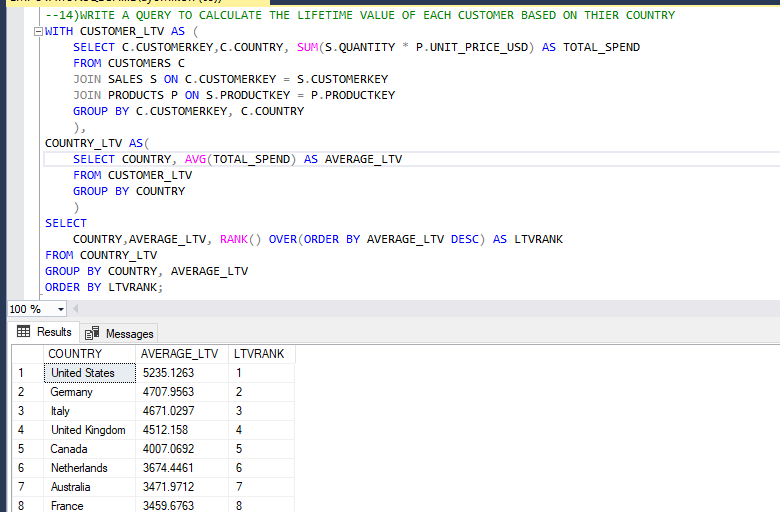 --14)WRITE A QUERY TO CALCULATE THE LIFETIME VALUE OF EACH CUSTOMER BASED ON THIER COUNTRY
WITH CUSTOMER_LTV AS (
SELECT C.CUSTOMERKEY,C.COUNTRY, SUM(S.QUANTITY * P.UNIT_PRICE_USD) AS TOTAL_SPEND
FROM CUSTOMERS C
JOIN SALES S ON C.CUSTOMERKEY = S.CUSTOMERKEY
JOIN PRODUCTS P ON S.PRODUCTKEY = P.PRODUCTKEY
GROUP BY C.CUSTOMERKEY, C.COUNTRY
),
COUNTRY_LTV AS(
SELECT COUNTRY, AVG(TOTAL_SPEND) AS AVERAGE_LTV
FROM CUSTOMER_LTV
GROUP BY COUNTRY
)
SELECT
COUNTRY,AVERAGE_LTV, RANK() OVER(ORDER BY AVERAGE_LTV DESC) AS LTVRANK
FROM COUNTRY_LTV
GROUP BY COUNTRY, AVERAGE_LTV
ORDER BY LTVRANK;
100 %
Results Messages
COUNTRY AVERAGE_LTV LTVRANK
1 United States 5235.1263 1
2 Germany 4707.9563 2
3 Italy 4671.0297 3
4 United Kingdom 4512.158 4
5 Canada 4007.0692 5
6 Netherlands 3674.4461 6
7 Australia 3471.9712 7
8 France 3459.6763 8